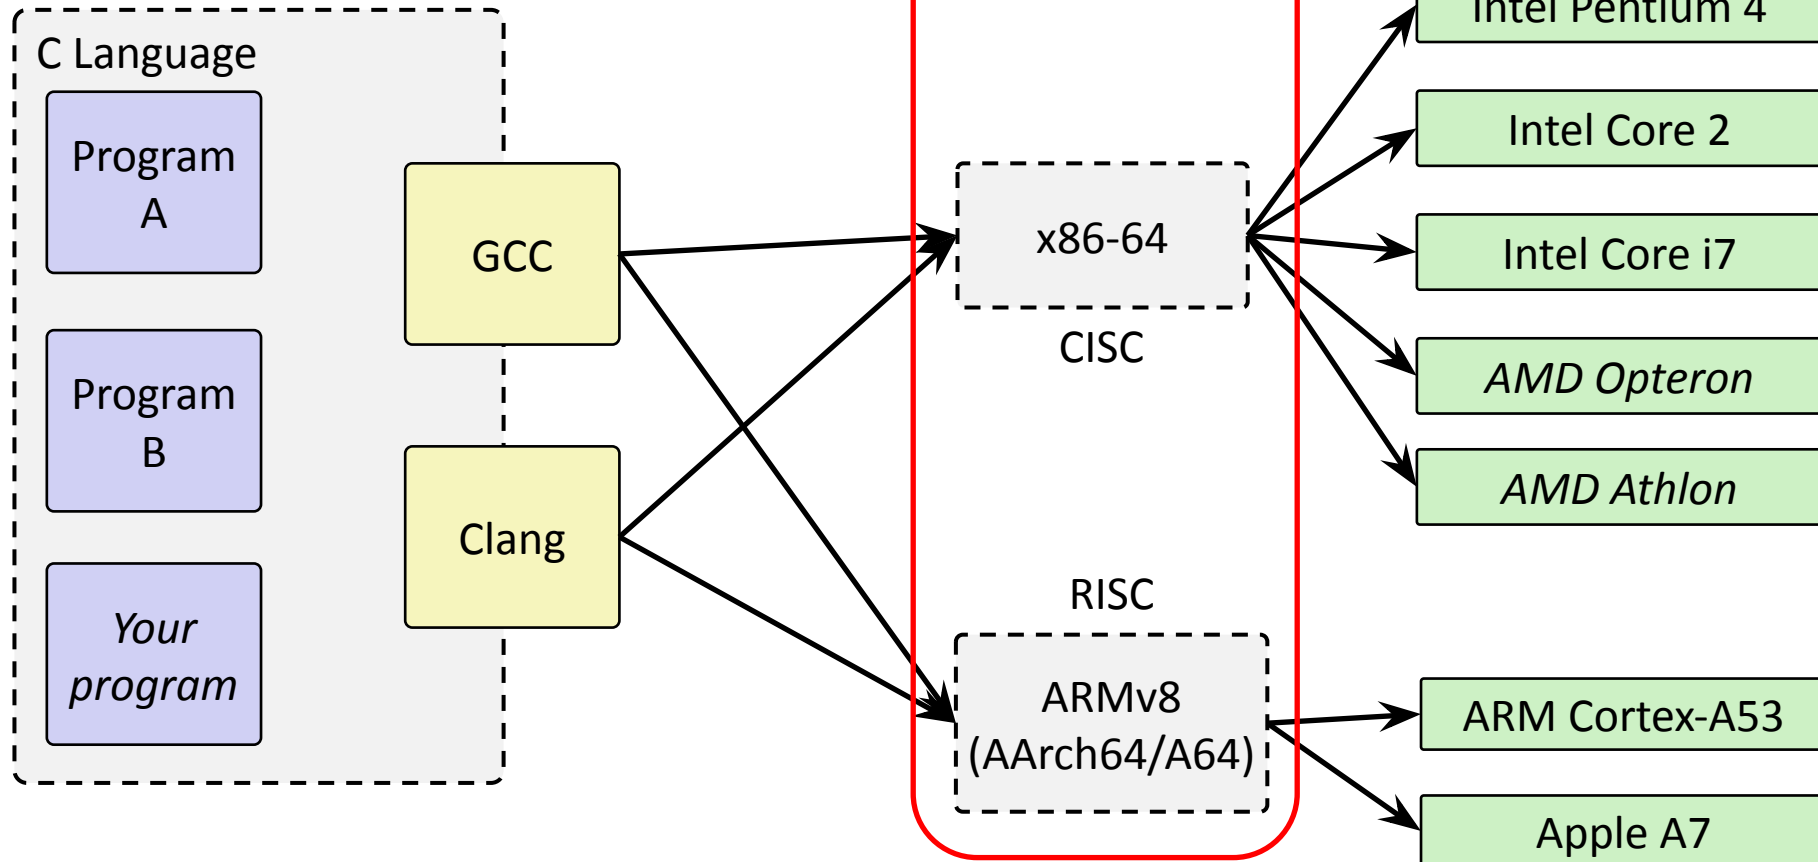 C Language
Program
A
Program
B
Your
program
GCC
Clang
x86-64
CISC
RISC
ARMv8
(AArch64/A64)
Intel Pentium 4
Intel Core 2
Intel Core i7
AMD Opteron
AMD Athlon
ARM Cortex-A53
Apple A7